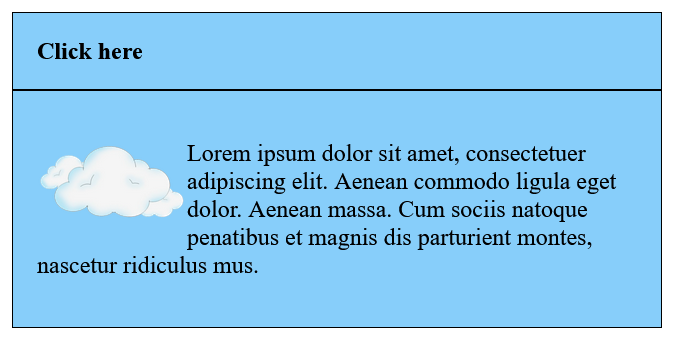 Click here
Lorem ipsum dolor sit amet, consectetuer
adipiscing elit. Aenean commodo ligula eget
dolor. Aenean massa. Cum sociis natoque
penatibus et magnis dis parturient montes,
nascetur ridiculus mus.